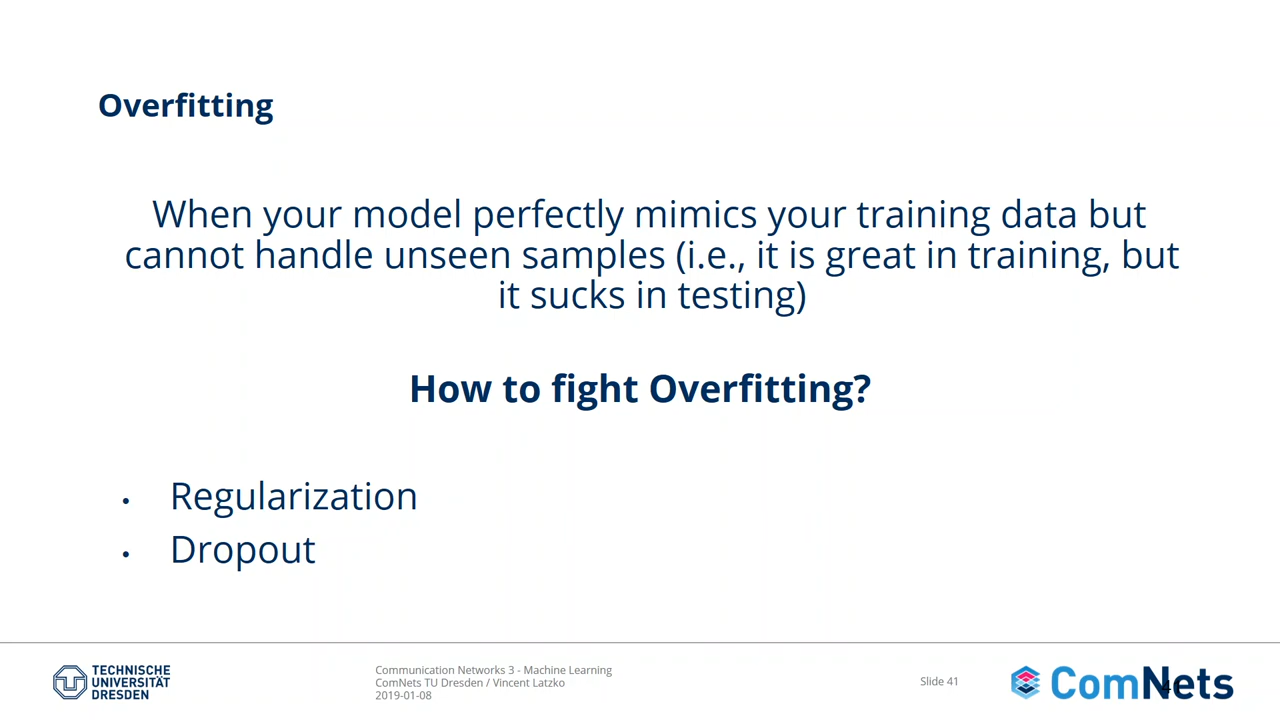 Overfitting
When your model perfectly mimics your training data but
cannot handle unseen samples (i.e., it is great in training, but
it sucks in testing)
How to fight Overfitting?
• Regularization
• Dropout
TECHNISCHE
UNIVERSITÄT
DRESDEN
Communication Networks 3 - Machine Learning
ComNets TU Dresden / Vincent Latzko
2019-01-08
Slide 41
ComNets